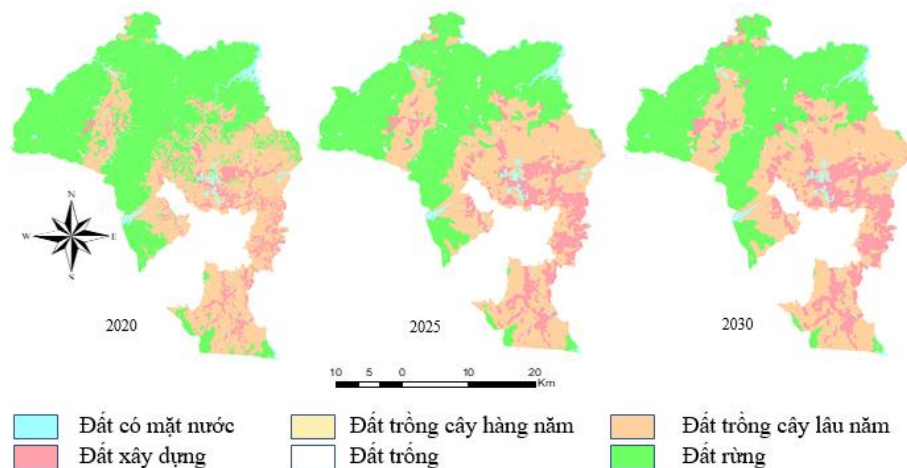 N
W E
S
2020 2025 2030
10 5 0 10 20
Km
Đất có mặt nước Đất trồng cây hàng năm Đất trồng cây lâu năm
Đất xây dựng Đất trống Đất rừng